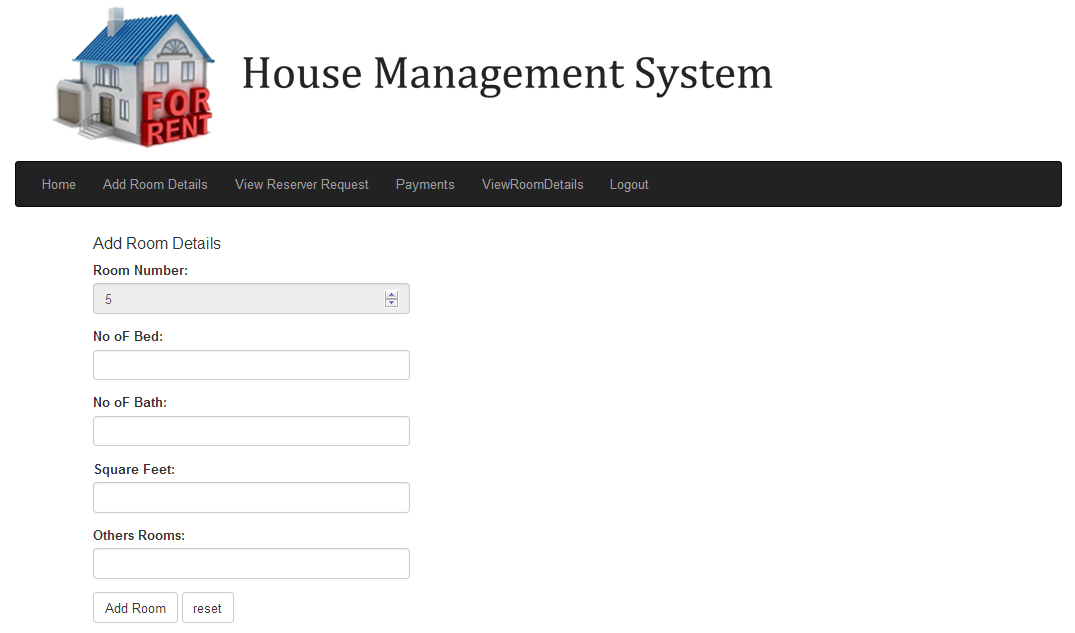 FOR
RENT
House Management System
Home Add Room Details View Reserver Request Payments ViewRoomDetails Logout
Add Room Details
Room Number:
5
No oF Bed:
No oF Bath:
Square Feet:
Others Rooms:
Add Room reset